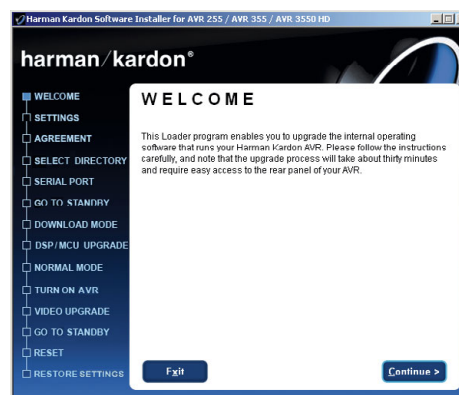 Harman Kardon Software Installer for AVR 255 / AVR 355 / AVR 3550 HD
harman/kardon®
WELCOME
SETTINGS
AGREEMENT
SELECT DIRECTORY
SERIAL PORT
GO TO STANDBY
DOWNLOAD MODE
DSP/MCU UPGRADE
NORMAL MODE
TURN ON AVR
VIDEO UPGRADE
GO TO STANDBY
RESET
RESTORE SETTINGS
WELCOME
This Loader program enables you to upgrade the internal operating
software that runs your Harman Kardon AVR. Please follow the instructions
carefully, and note that the upgrade process will take about thirty minutes
and require easy access to the rear panel of your AVR.
Exit
Continue >